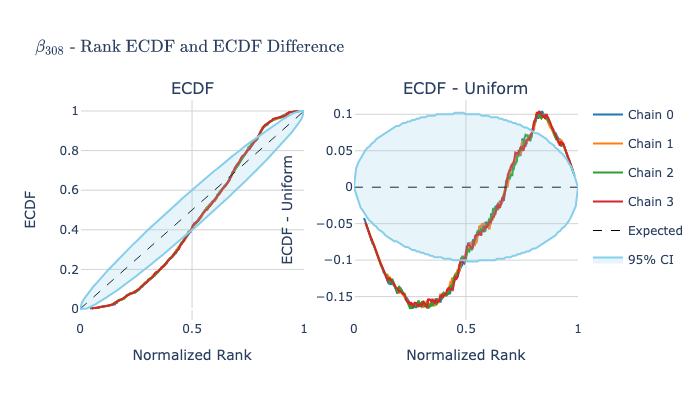 β308 - Rank ECDF and ECDF Difference
ECDF
ECDF - Uniform
ECDF
1
0.8
0.6
0.4
0.2
0
0
0.5
1
Normalized Rank
ECDF - Uniform
0.1
0.05
0
−0.05
−0.1
−0.15
0
0.5
1
Normalized Rank
Chain 0
Chain 1
Chain 2
Chain 3
Expected
95% CI